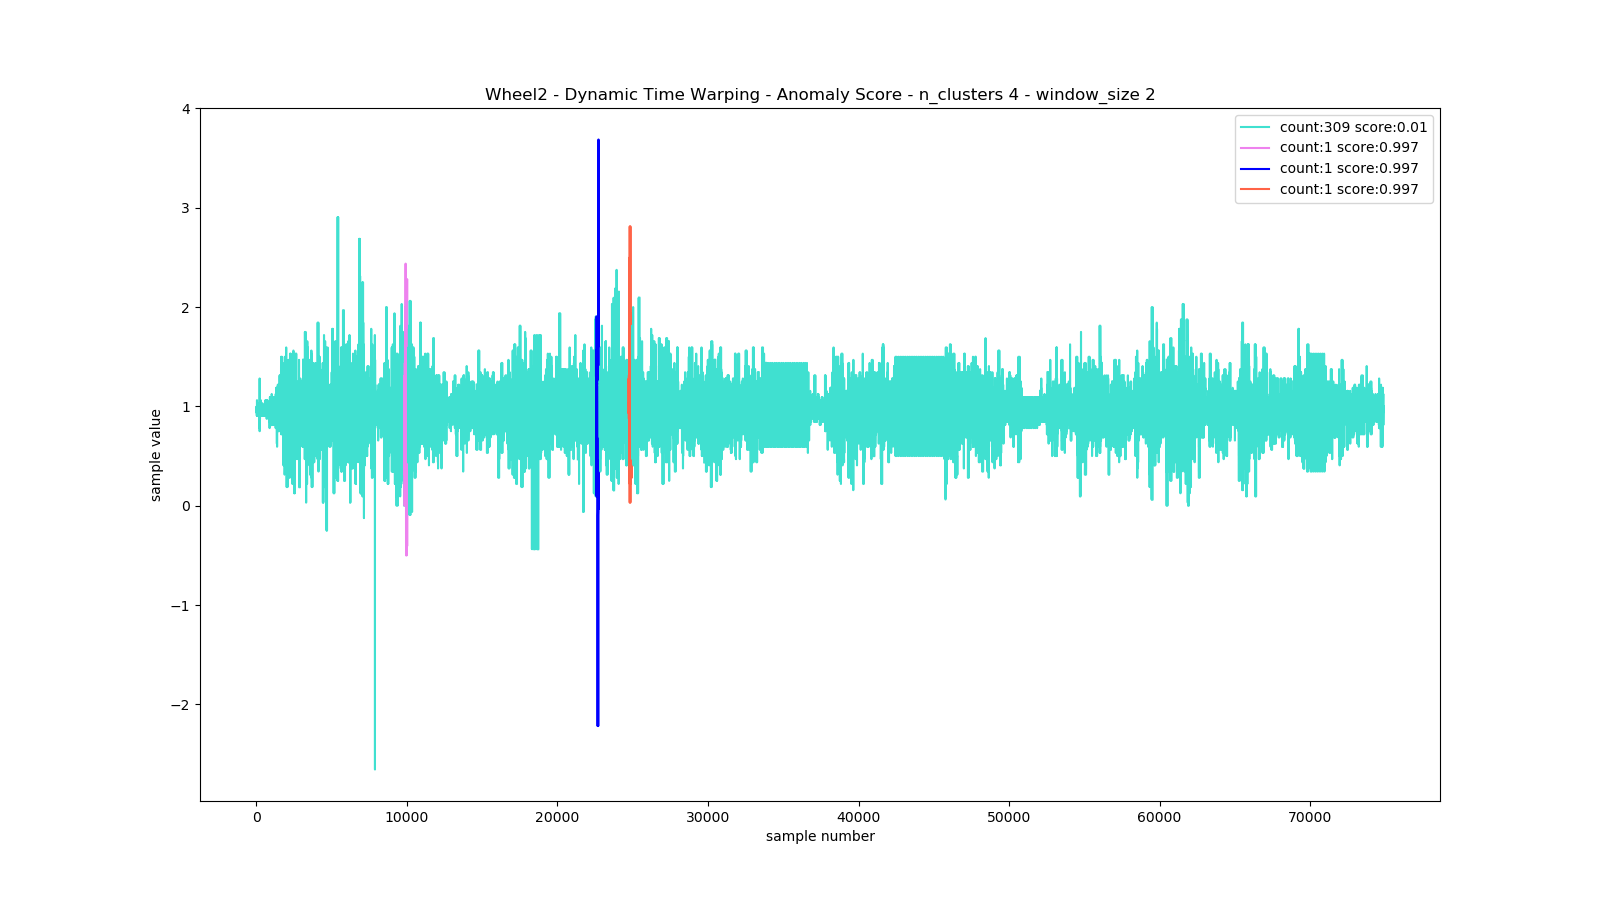 Wheel2 - Dynamic Time Warping - Anomaly Score - n_clusters 4 - window_size 2
count:309 score:0.01
count:1 score:0.997
count:1 score:0.997
count:1 score:0.997
4
3
2
1
0
−1
−2
sample value
0 10000 20000 30000 40000 50000 60000 70000
sample number